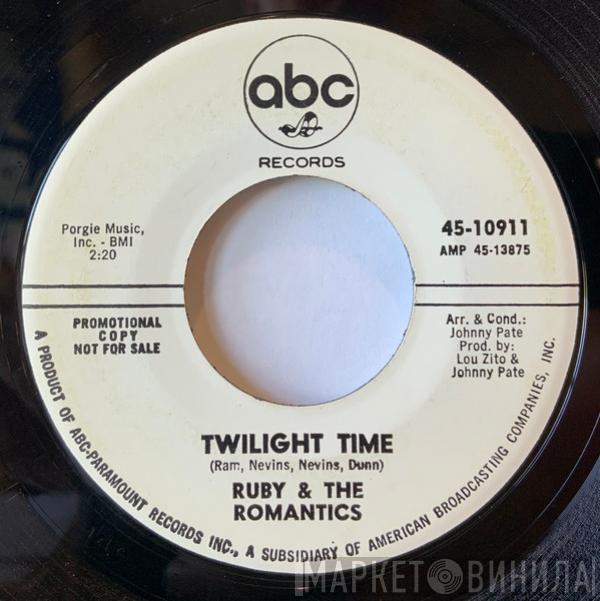 abc
RECORDS
Porgie Music,
Inc. - BMI
2:20
45-10911
AMP 45-13875
PROMOTIONAL
COPY
NOT FOR SALE
Arr. & Cond.:
Johnny Pate
Prod. by:
Lou Zito &
Johnny Pate
TWILIGHT TIME
(Ram, Nevins, Nevins, Dunn)
RUBY & THE
ROMANTICS
A PRODUCT OF ABC-PARAMOUNT RECORDS INC., A SUBSIDIARY OF AMERICAN BROADCASTING COMPANIES, INC.
МАРКЕТ ВИНИЛА